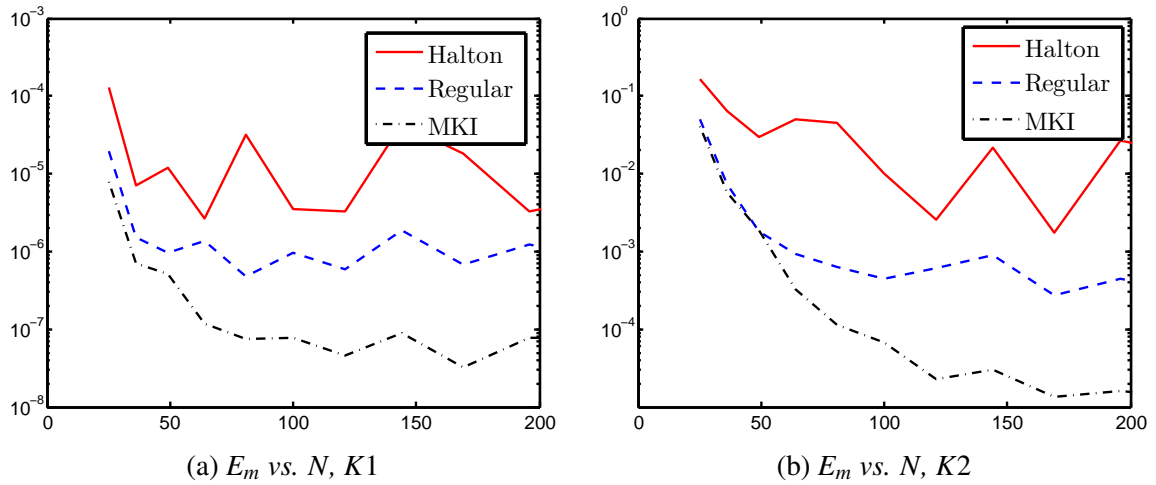 10^-3
10^-4
10^-5
10^-6
10^-7
10^-8
0 50 100 150 200
Halton
Regular
MKI
(a) E_m vs. N, K1
10^0
10^-1
10^-2
10^-3
10^-4
0 50 100 150 200
Halton
Regular
MKI
(b) E_m vs. N, K2